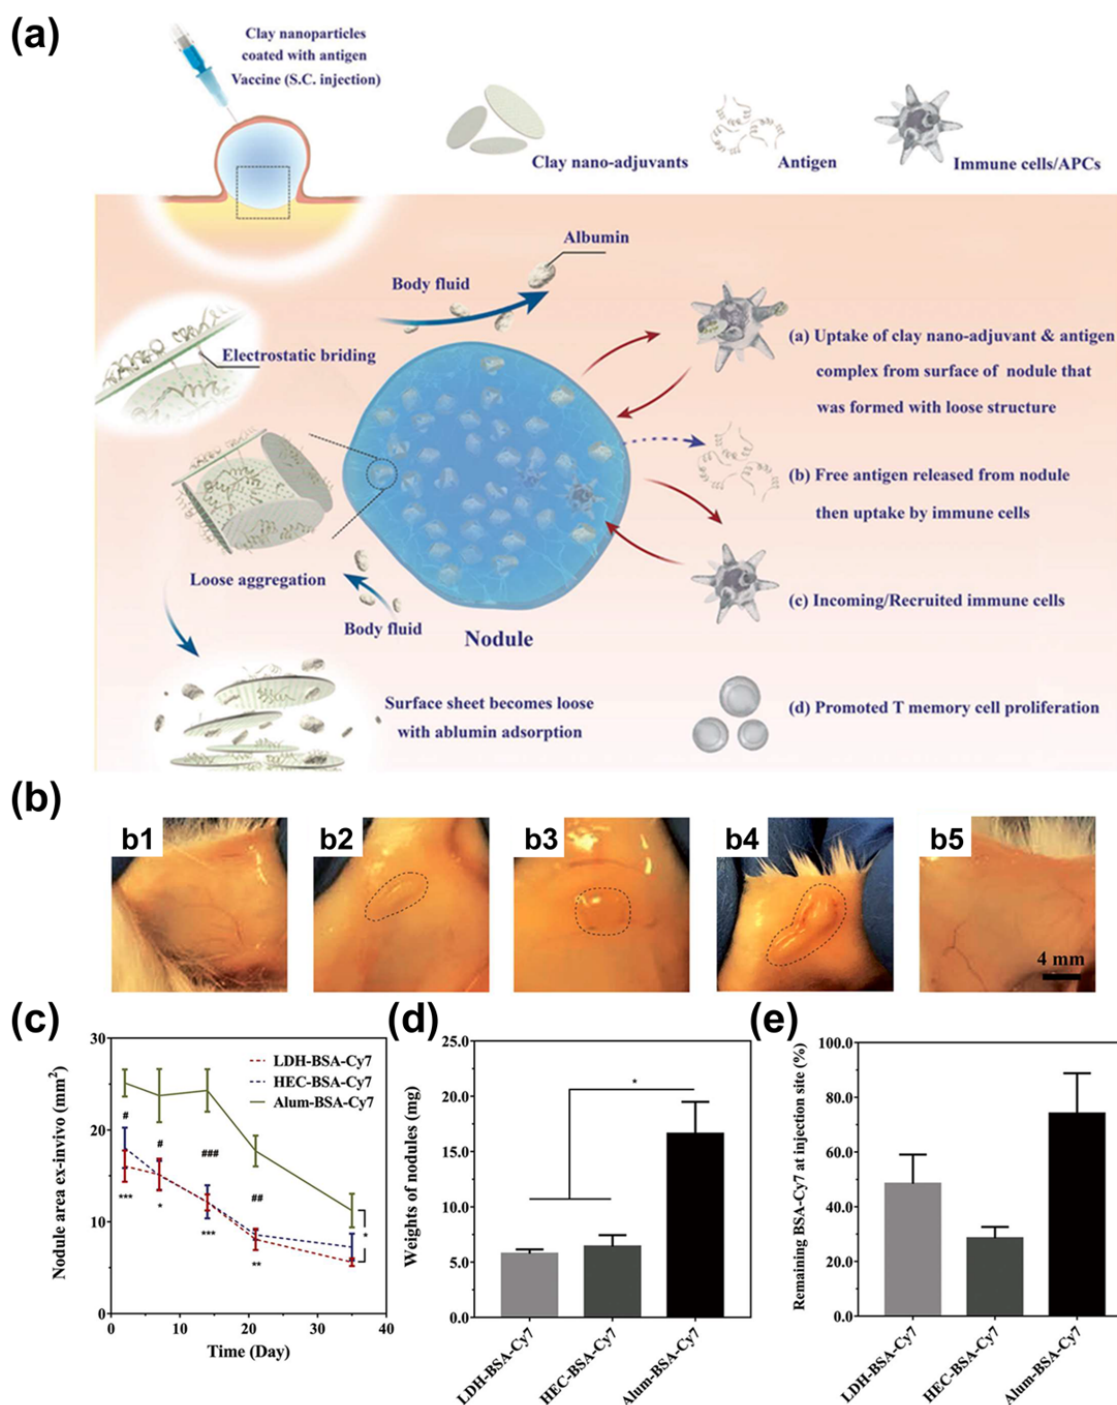 (a)
Clay nanoparticles
coated with antigen
Vaccine (S.C. injection)
Clay nano-adjuvants
Antigen
Immune cells/APCs
Albumin
Body fluid
Electrostatic briding
(a) Uptake of clay nano-adjuvant & antigen
complex from surface of nodule that
was formed with loose structure
(b) Free antigen released from nodule
then uptake by immune cells
Loose aggregation
Body fluid
Nodule
(c) Incoming/Recruited immune cells
Surface sheet becomes loose
with ablumin adsorption
(d) Promoted T memory cell proliferation
(b)
b1
b2
b3
b4
b5
4 mm
(c)
Nodule area ex-invivo (mm²)
30
20
10
0
0
10
20
30
40
Time (Day)
LDH-BSA-Cy7
HEC-BSA-Cy7
Alum-BSA-Cy7
#
#
###
##
***
*
***
**
*
(d)
Weights of nodules (mg)
25.0
20.0
15.0
10.0
5.0
0.0
*
LDH-BSA-Cy7
HEC-BSA-Cy7
Alum-BSA-Cy7
(e)
Remaining BSA-Cy7 at injection site (%)
100.0
80.0
60.0
40.0
20.0
0.0
LDH-BSA-Cy7
HEC-BSA-Cy7
Alum-BSA-Cy7